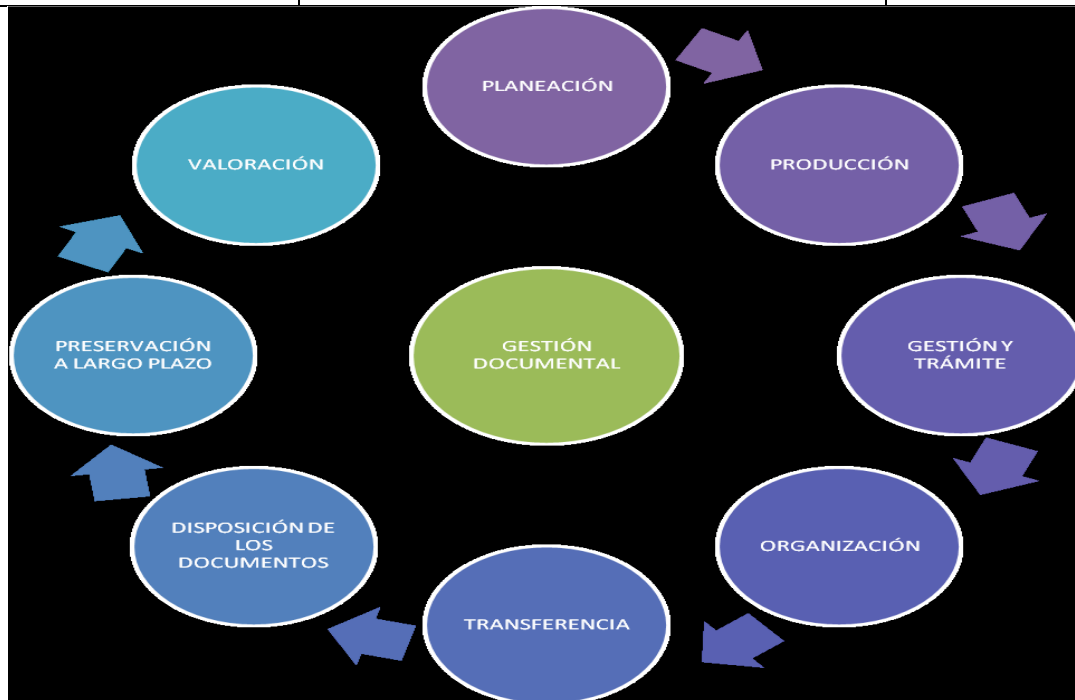 PLANEACIÓN
PRODUCCIÓN
GESTIÓN Y
TRÁMITE
ORGANIZACIÓN
TRANSFERENCIA
DISPOSICIÓN DE
LOS
DOCUMENTOS
PRESERVACIÓN
A LARGO PLAZO
VALORACIÓN
GESTIÓN
DOCUMENTAL